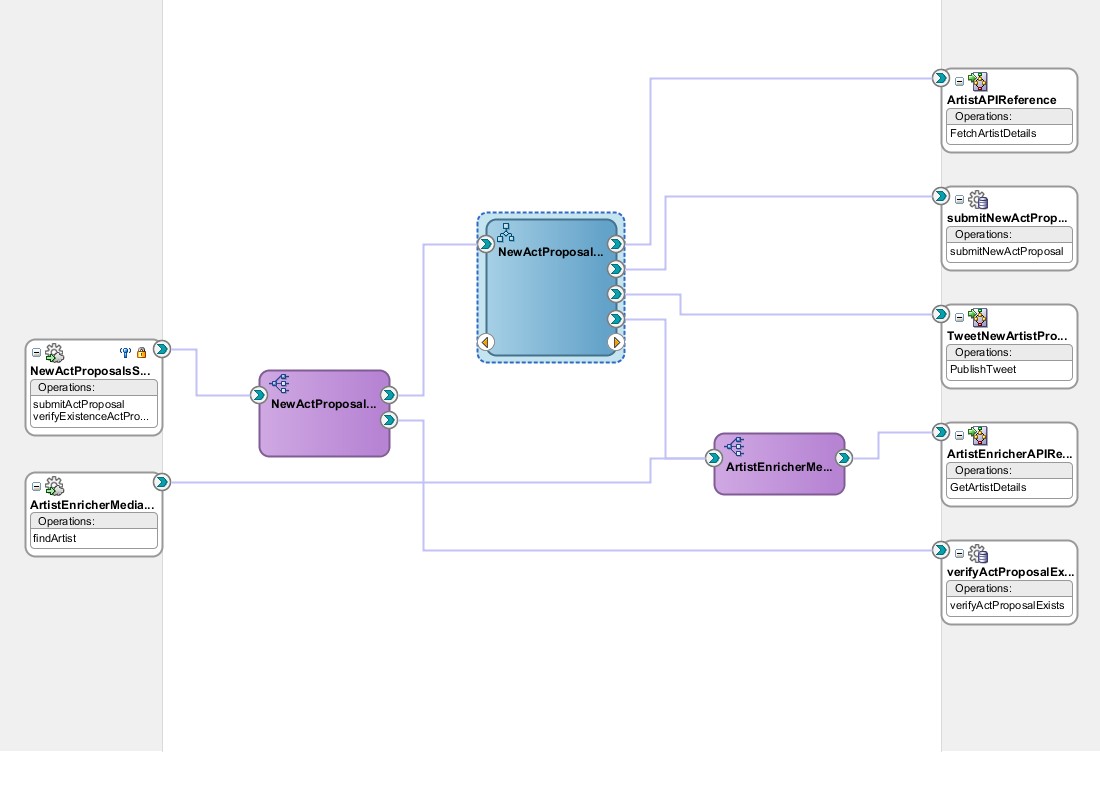 NewActProposalsS...
Operations:
submitActProposal
verifyExistenceActPro...
ArtistEnricherMedia...
Operations:
findArtist
NewActProposal...
NewActProposal...
ArtistEnricherMe...
ArtistAPIReference
Operations:
FetchArtistDetails
submitNewActProp...
Operations:
submitNewActProposal
TweetNewArtistPro...
Operations:
PublishTweet
ArtistEnricherAPIRe...
Operations:
GetArtistDetails
verifyActProposalEx...
Operations:
verifyActProposalExists